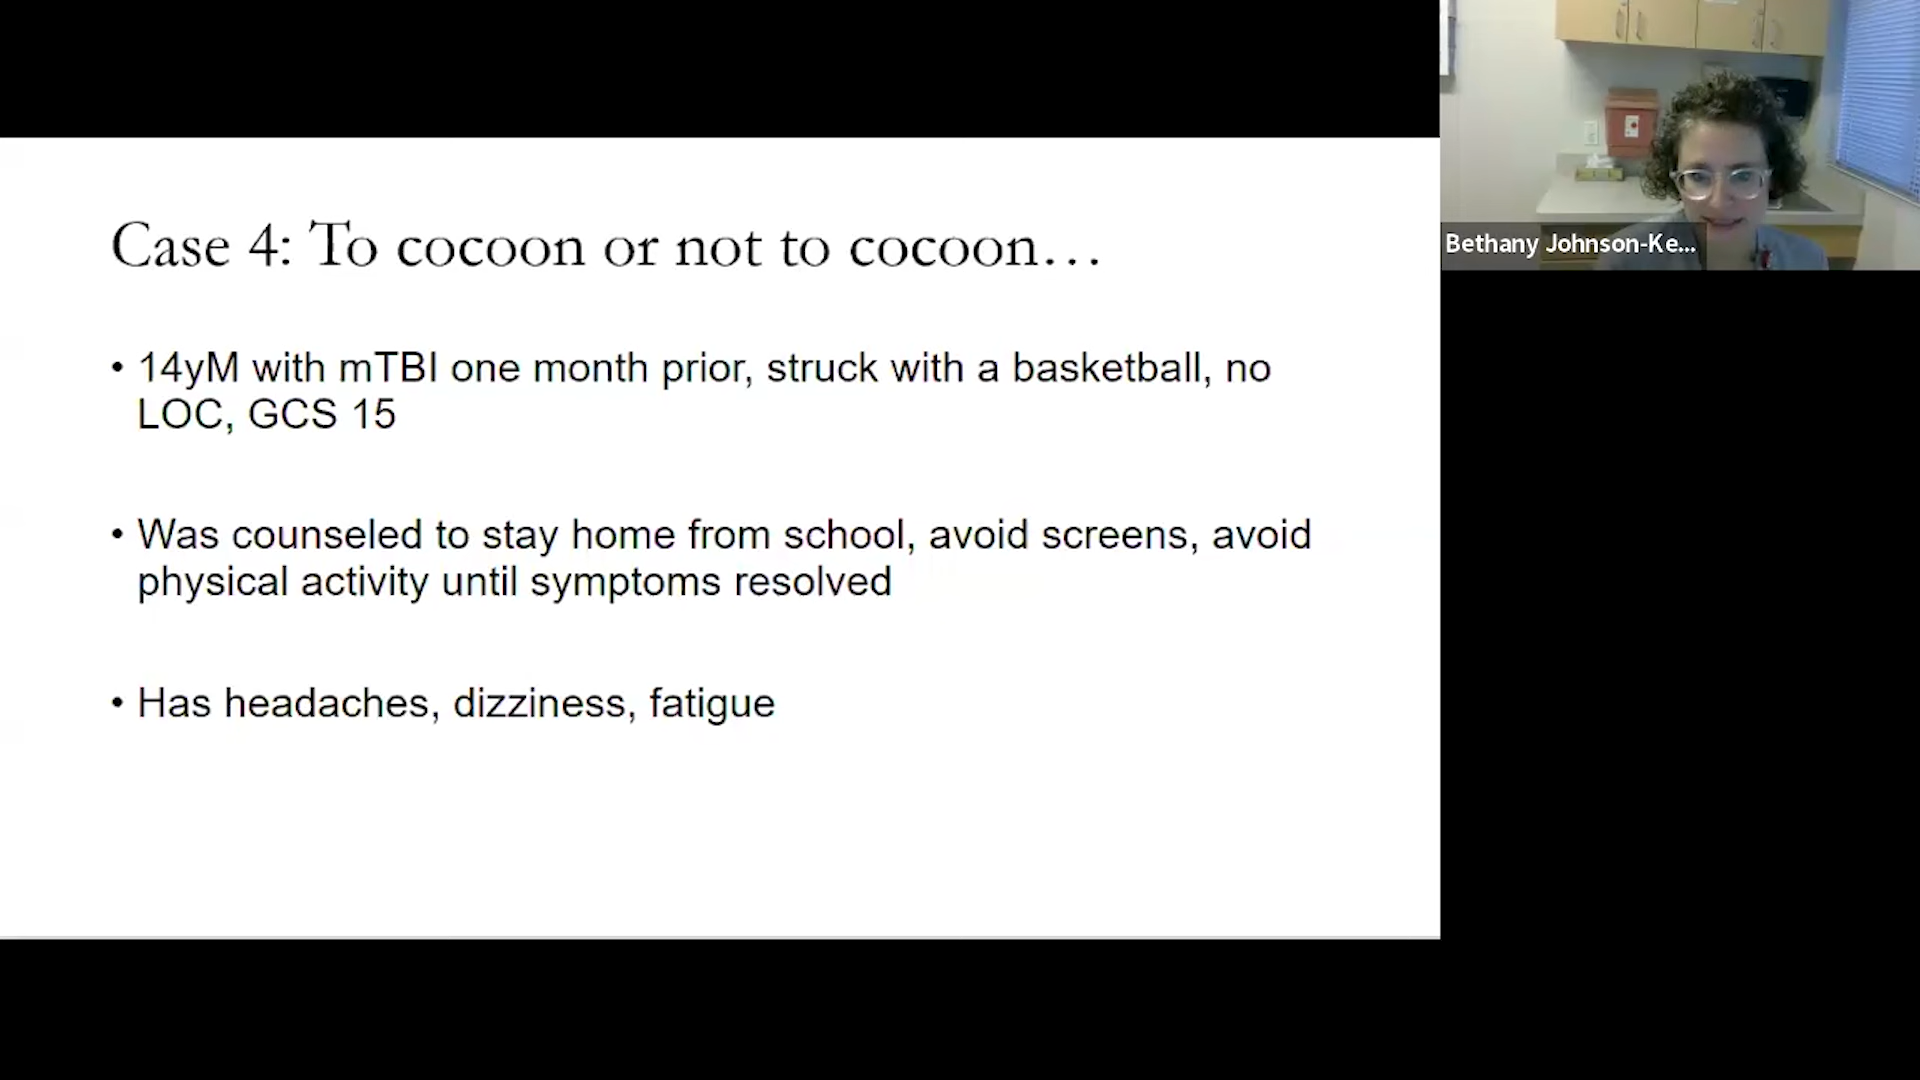 Case 4: To cocoon or not to cocoon…
• 14yM with mTBI one month prior, struck with a basketball, no
LOC, GCS 15
• Was counseled to stay home from school, avoid screens, avoid
physical activity until symptoms resolved
• Has headaches, dizziness, fatigue
Bethany Johnson-Ke...